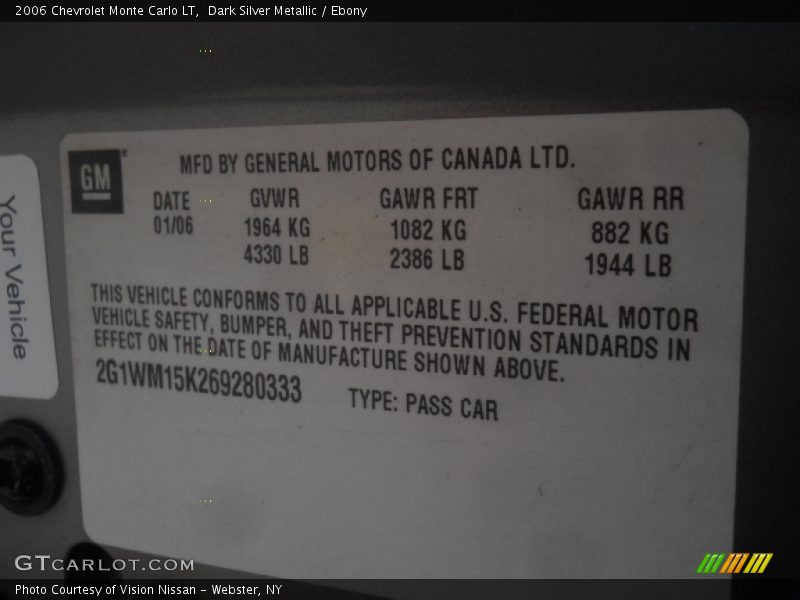 2006 Chevrolet Monte Carlo LT, Dark Silver Metallic / Ebony
GM
MFD BY GENERAL MOTORS OF CANADA LTD.
DATE GVWR GAWR FRT GAWR RR
01/06 1964 KG 1082 KG 882 KG
4330 LB 2386 LB 1944 LB
THIS VEHICLE CONFORMS TO ALL APPLICABLE U.S. FEDERAL MOTOR
VEHICLE SAFETY, BUMPER, AND THEFT PREVENTION STANDARDS IN
EFFECT ON THE DATE OF MANUFACTURE SHOWN ABOVE.
2G1WM15K269280333 TYPE: PASS CAR
Your Vehicle
GTCARLOT.COM
Photo Courtesy of Vision Nissan - Webster, NY